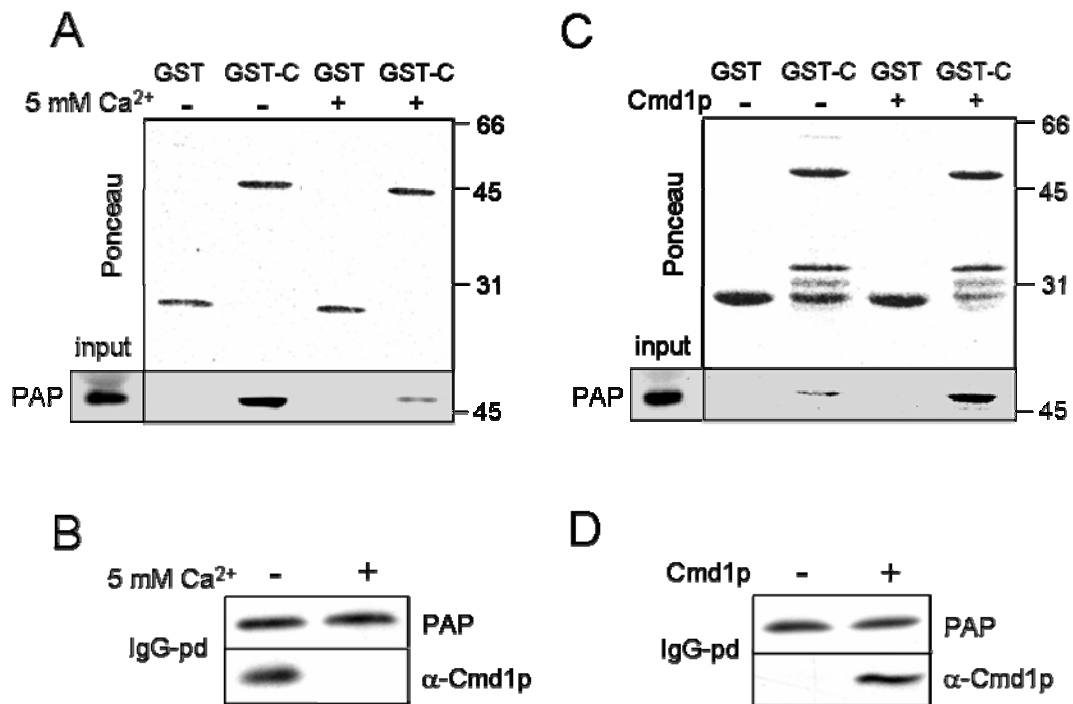 A
GST GST-C GST GST-C
5 mM Ca²⁺ - - + +
66
Ponceau
45
31
input
PAP
45
C
GST GST-C GST GST-C
Cmd1p - - + +
66
Ponceau
45
31
input
PAP
45
B
5 mM Ca²⁺ - +
IgG-pd
PAP
α-Cmd1p
D
Cmd1p - +
IgG-pd
PAP
α-Cmd1p